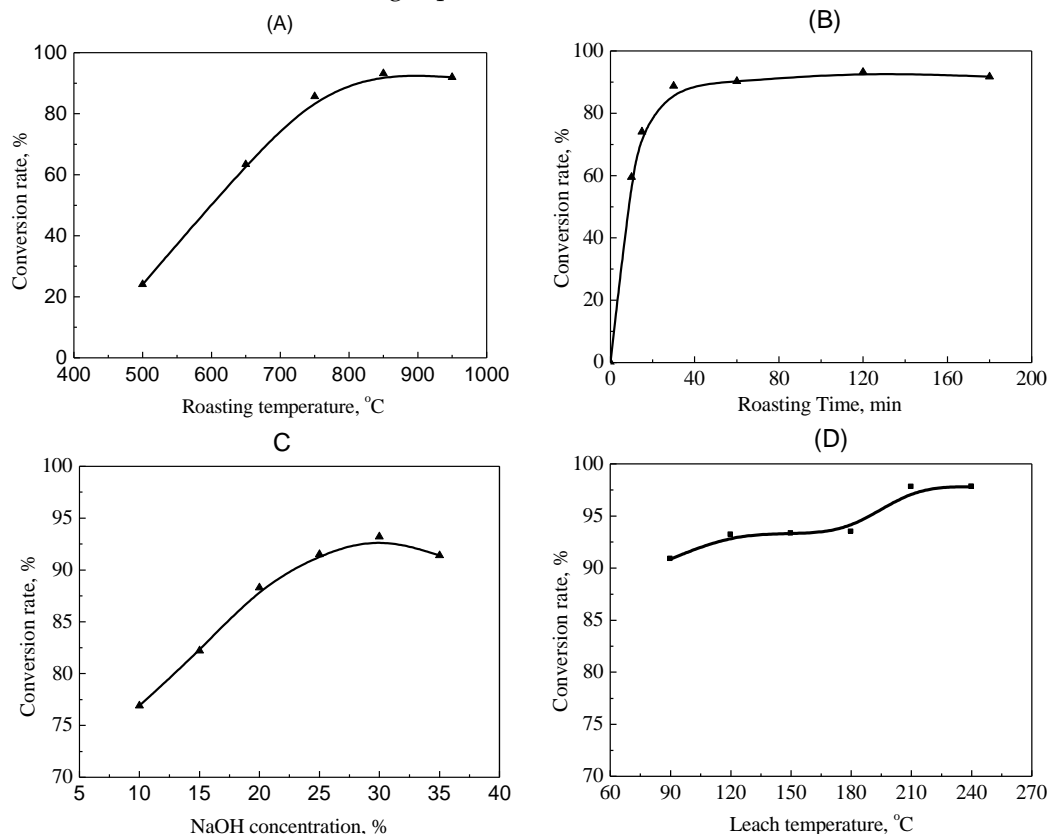 (A)
100
80
60
40
20
0
Conversion rate, %
400 500 600 700 800 900 1000
Roasting temperature, °C
(B)
100
80
60
40
20
0
Conversion rate, %
0 40 80 120 160 200
Roasting Time, min
C
100
95
90
85
80
75
70
Conversion rate, %
5 10 15 20 25 30 35 40
NaOH concentration, %
(D)
100
95
90
85
80
75
70
Conversion rate, %
60 90 120 150 180 210 240 270
Leach temperature, °C